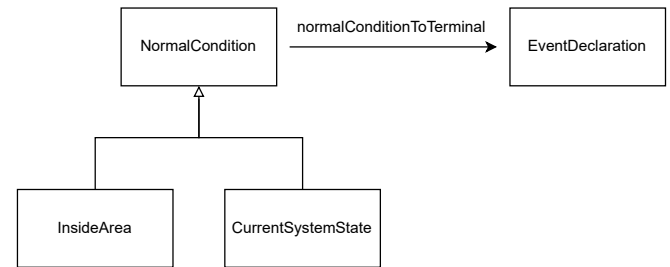 normalConditionToTerminal
NormalCondition
EventDeclaration
InsideArea
CurrentSystemState